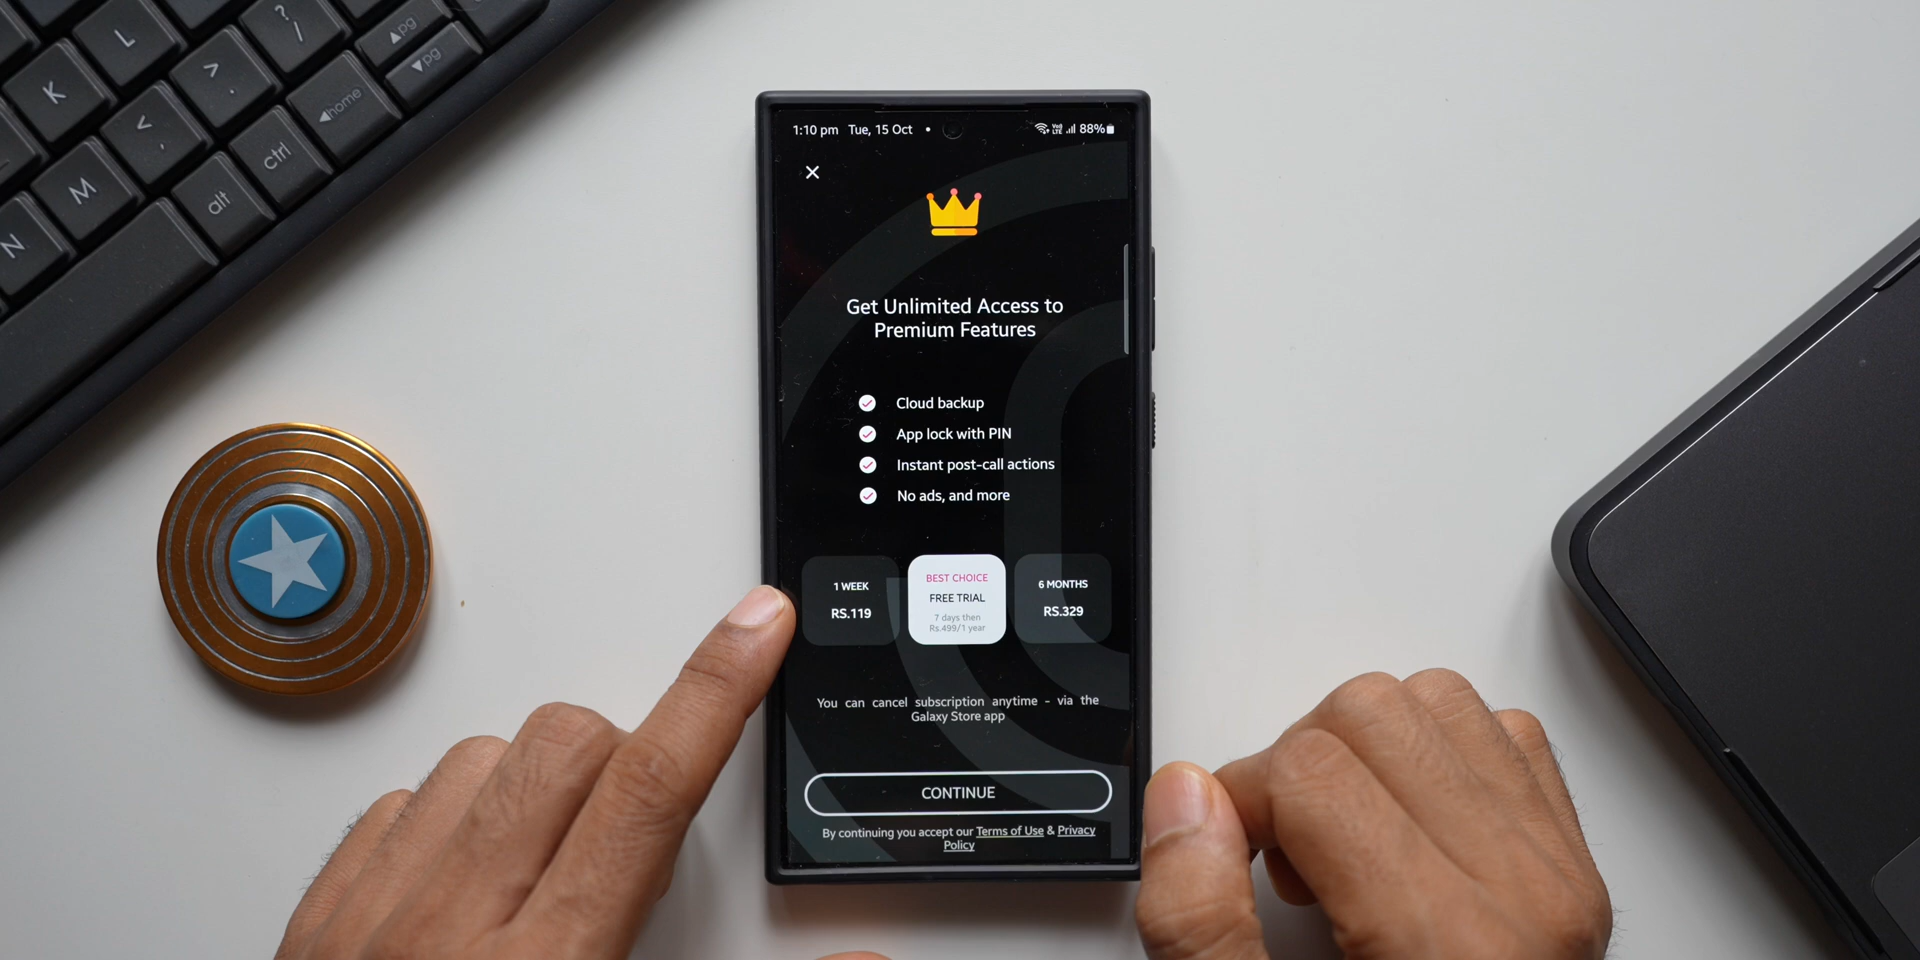 L
?
/
▲pg
K
>
.
▼pg
<
,
◀home
M
ctrl
N
alt
1:10 pm Tue, 15 Oct • Vo) LTE 88%
Get Unlimited Access to
Premium Features
Cloud backup
App lock with PIN
Instant post-call actions
No ads, and more
1 WEEK
RS.119
BEST CHOICE
FREE TRIAL
7 days then
Rs.499/1 year
6 MONTHS
RS.329
You can cancel subscription anytime - via the
Galaxy Store app
CONTINUE
By continuing you accept our Terms of Use & Privacy
Policy